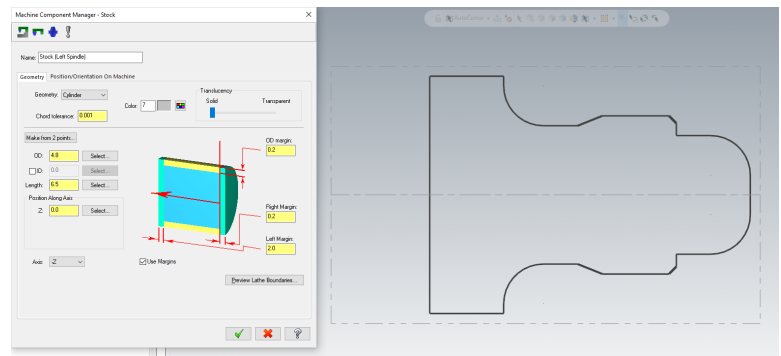 Machine Component Manager - Stock
Name: Stock (Left Spindle)
Geometry Position/Orientation On Machine
Geometry: Cylinder
Color: 7
Translucency
Solid Transparent
Chord tolerance: 0.001
Make from 2 points...
OD: 4.8 Select...
ID: 0.0 Select...
Length: 6.5 Select...
Position Along Axis
Z: 0.0 Select...
Axis: -Z
Use Margins
OD margin:
0.2
Right Margin:
0.2
Left Margin:
2.0
Preview Lathe Boundaries...